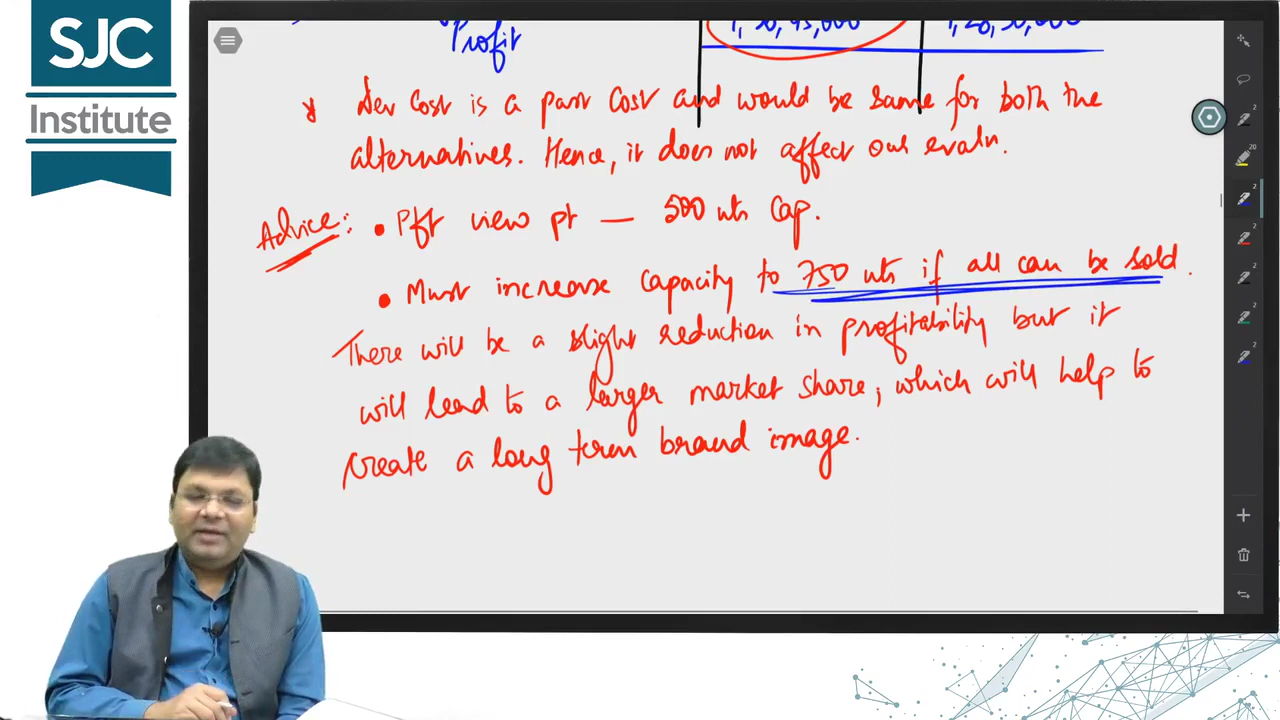 SJC
Institute
Profit
* Dev Cost is a past Cost and would be same for both the
alternatives. Hence, it does not affect our evaln.
Advice: • Pft view pt — 500 uts Cap.
• Must increase capacity to 750 uts if all can be sold.
There will be a slight reduction in profitability but it
will lead to a larger market share, which will help to
create a long term brand image.